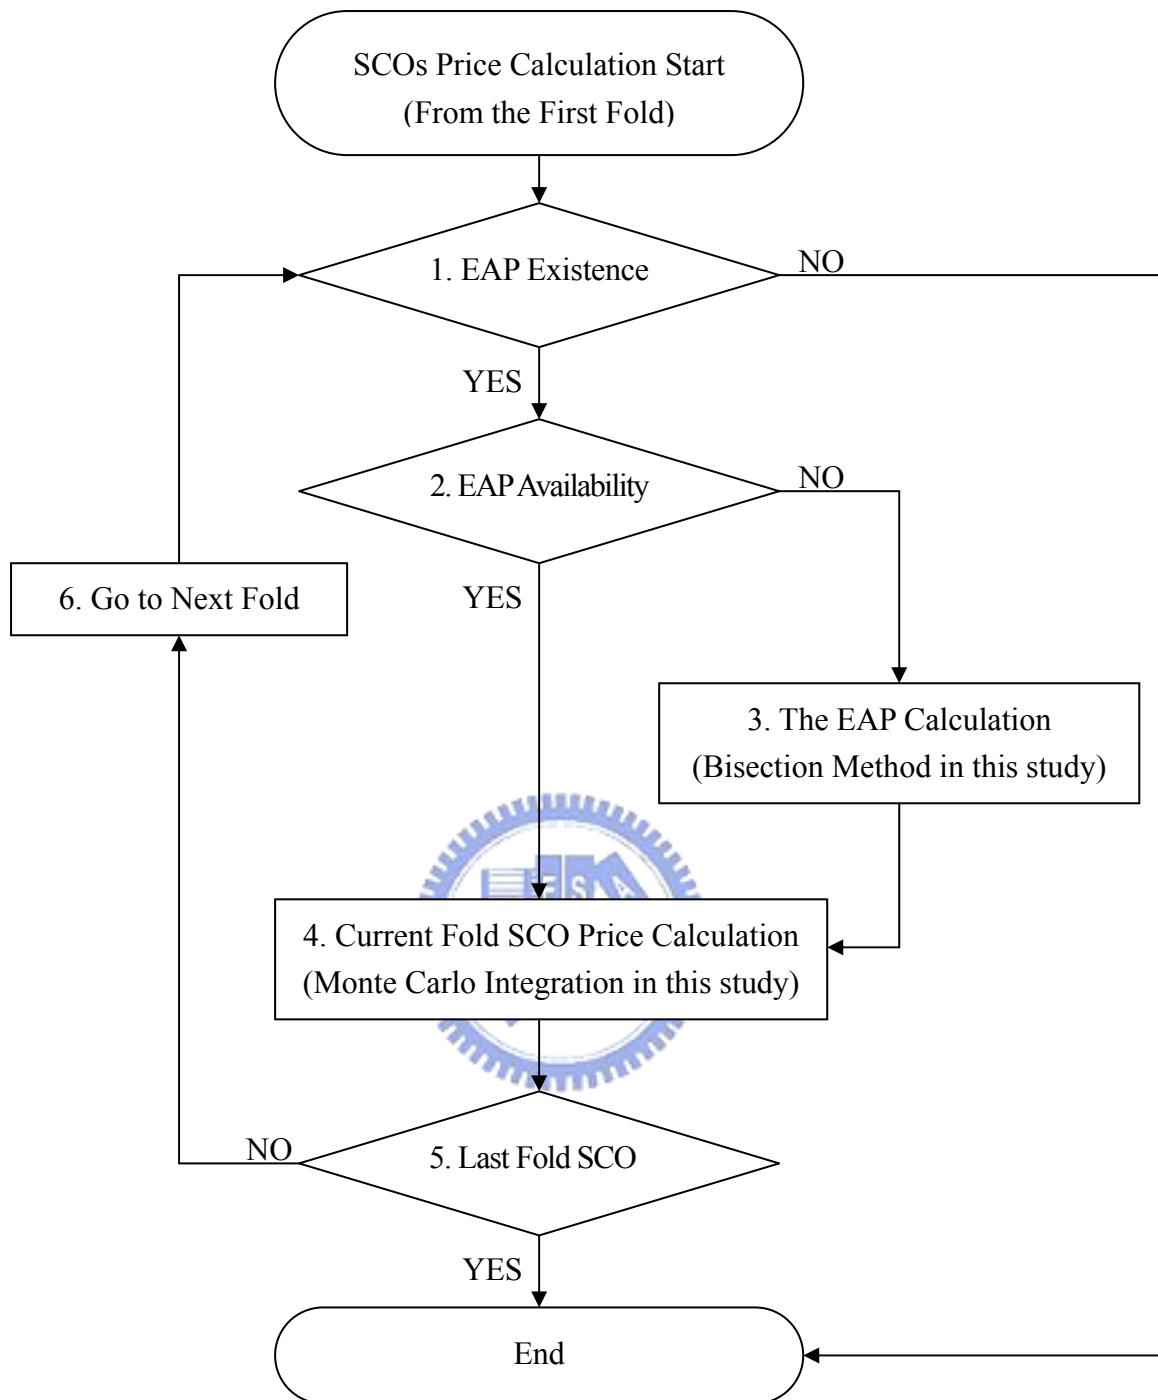 SCOs Price Calculation Start
(From the First Fold)
1. EAP Existence
NO
YES
2. EAP Availability
NO
YES
6. Go to Next Fold
3. The EAP Calculation
(Bisection Method in this study)
4. Current Fold SCO Price Calculation
(Monte Carlo Integration in this study)
5. Last Fold SCO
NO
YES
End